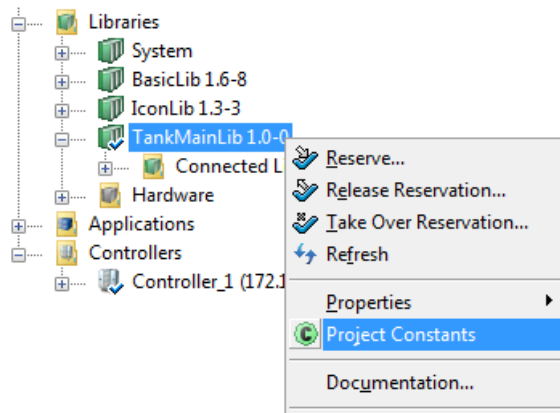 Libraries
System
BasicLib 1.6-8
IconLib 1.3-3
TankMainLib 1.0-0
Connected L
Hardware
Applications
Controllers
Controller_1 (172.1
Reserve...
Release Reservation...
Take Over Reservation...
Refresh
Properties
C Project Constants
Documentation...